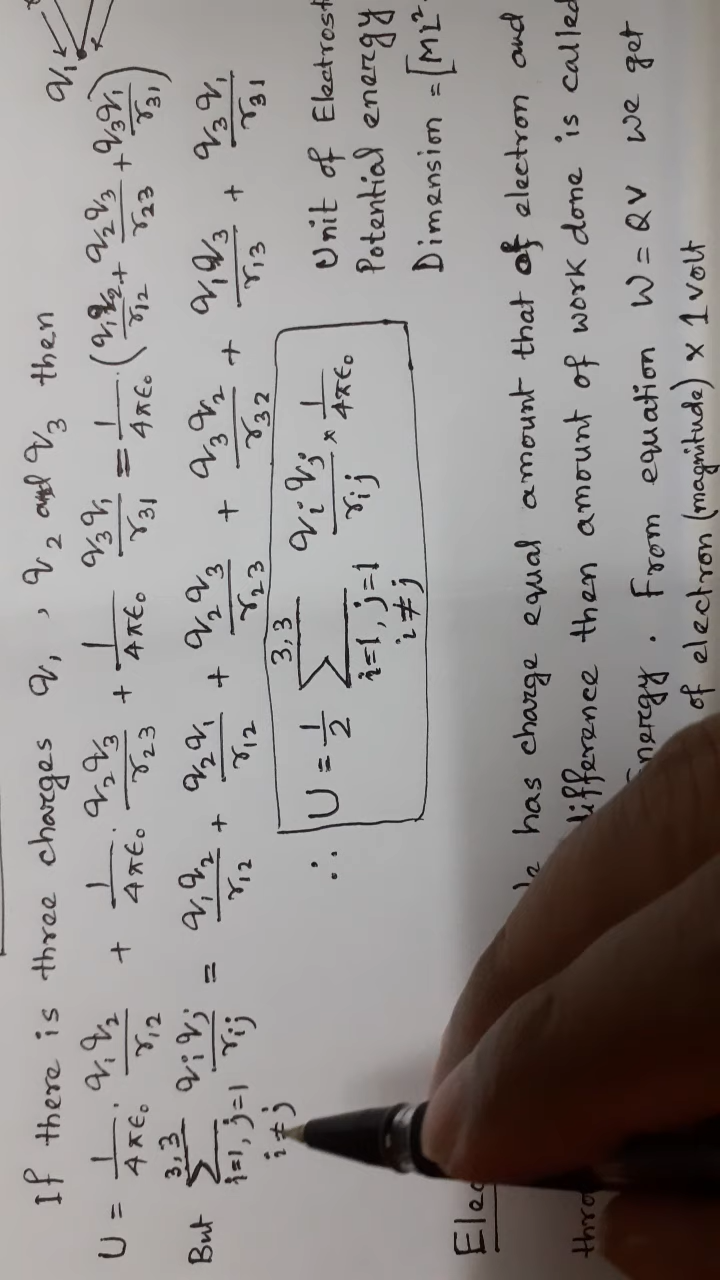 If there is three charges q₁, q₂ and q₃ then
q₁
U = 1/4πε₀ · q₁q₂/r₁₂ + 1/4πε₀ · q₂q₃/r₂₃ + 1/4πε₀ q₃q₁/r₃₁ = 1/4πε₀ · (q₁q₂/r₁₂ + q₂q₃/r₂₃ + q₃q₁/r₃₁)
But Σ 3,3 i=1, j=1 i≠j qᵢqⱼ/rᵢⱼ = q₁q₂/r₁₂ + q₂q₁/r₁₂ + q₂q₃/r₂₃ + q₃q₂/r₃₂ + q₁q₃/r₁₃ + q₃q₁/r₃₁
∴ U = 1/2 Σ 3,3 i=1, j=1 i≠j qᵢqⱼ/rᵢⱼ × 1/4πε₀
Unit of
Potential energy
Dimension = [ML²
has charge equal amount that of electron and
difference then amount of work done is called
Energy. From equation W = QV we get
of electron (magnitude) × 1 volt